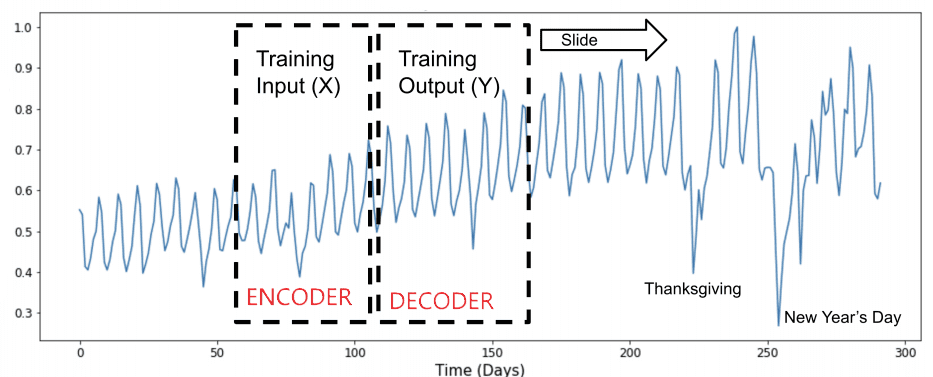 1.0
0.9
0.8
0.7
0.6
0.5
0.4
0.3
Training
Input (X)
Training
Output (Y)
Slide
ENCODER
DECODER
Thanksgiving
New Year’s Day
0 50 100 150 200 250 300
Time (Days)